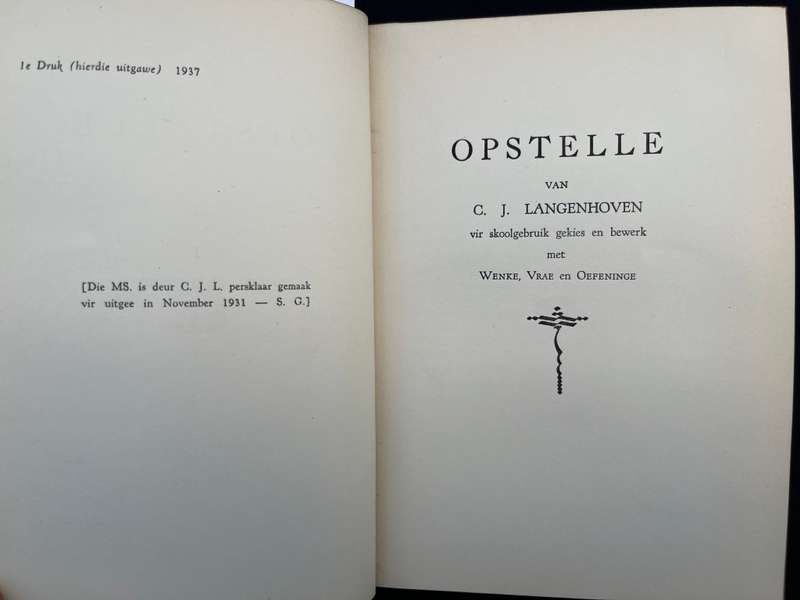 1e Druk (hierdie uitgawe) 1937
[Die MS. is deur C. J. L. persklaar gemaak
vir uitgee in November 1931 — S. G.]
OPSTELLE
VAN
C. J. LANGENHOVEN
vir skoolgebruik gekies en bewerk
met
WENKE, VRAE en OEFENINGE